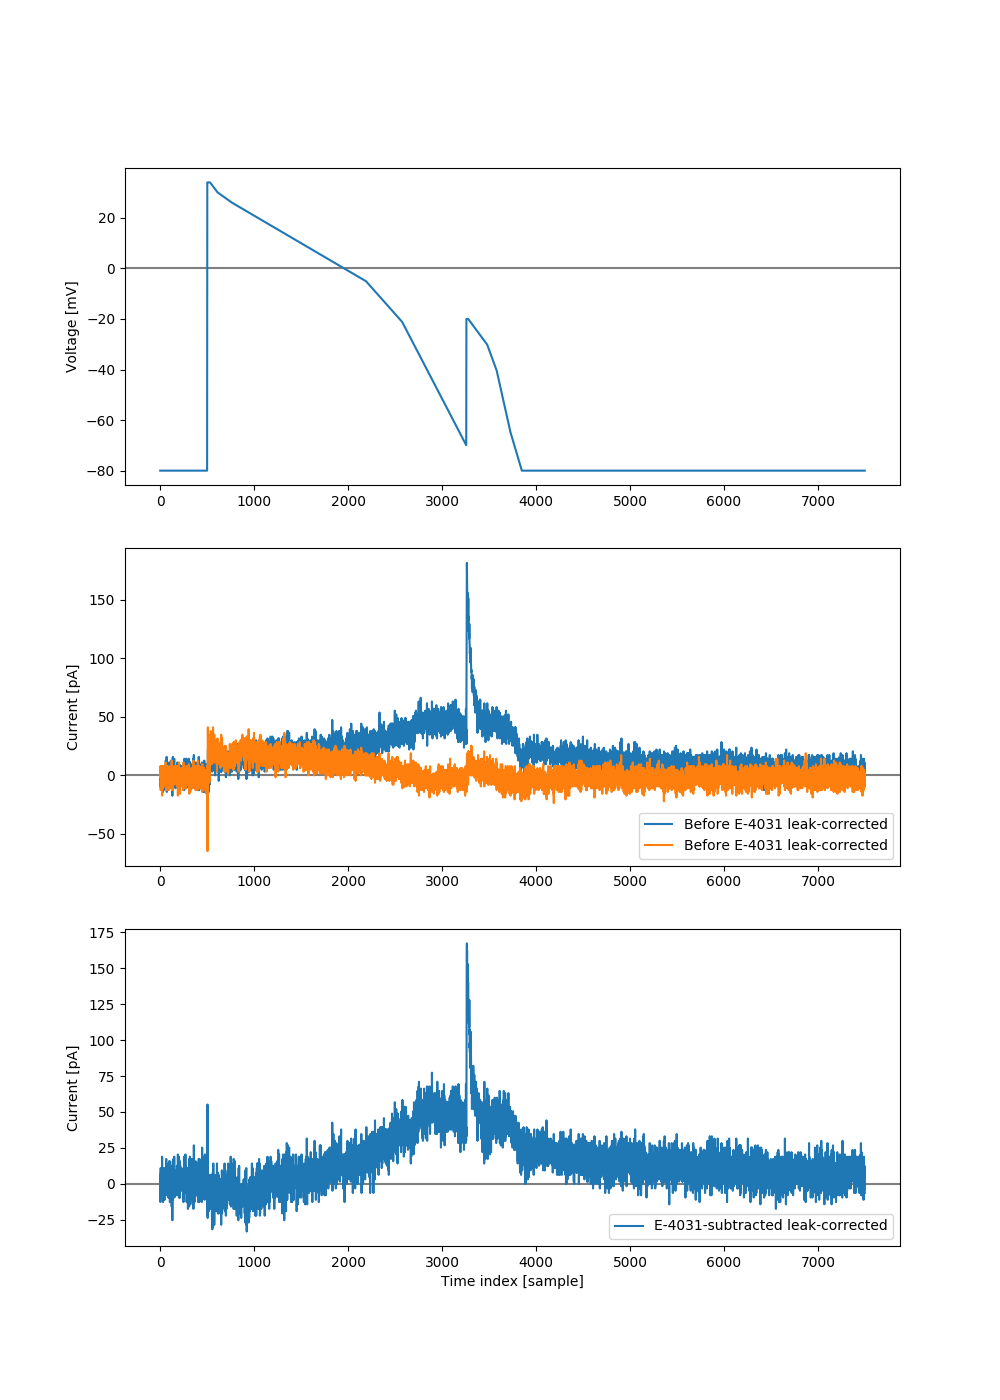 20
0
−20
−40
−60
−80
Voltage [mV]
0 1000 2000 3000 4000 5000 6000 7000
150
100
50
0
−50
Current [pA]
Before E-4031 leak-corrected
Before E-4031 leak-corrected
0 1000 2000 3000 4000 5000 6000 7000
175
150
125
100
75
50
25
0
−25
Current [pA]
E-4031-subtracted leak-corrected
0 1000 2000 3000 4000 5000 6000 7000
Time index [sample]